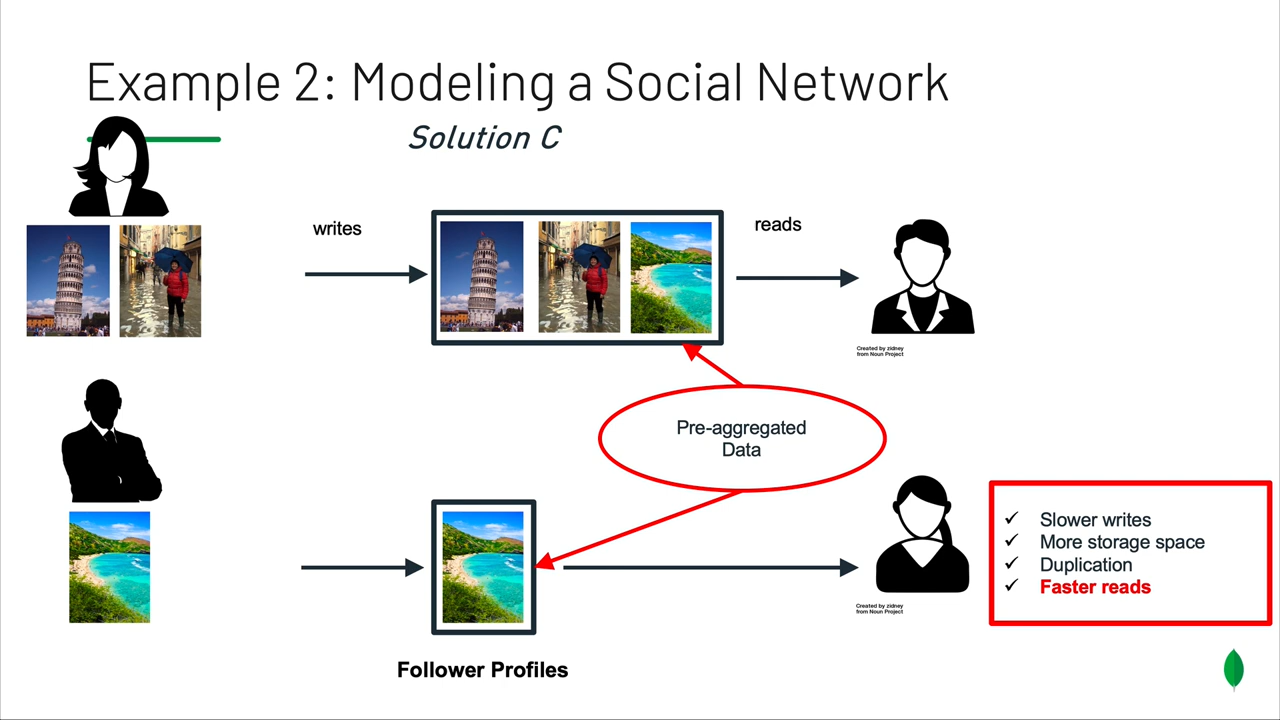 Example 2: Modeling a Social Network
Solution C
writes
reads
Created by zidney
from Noun Project
Pre-aggregated
Data
✓ Slower writes
✓ More storage space
✓ Duplication
✓ Faster reads
Created by zidney
from Noun Project
Follower Profiles